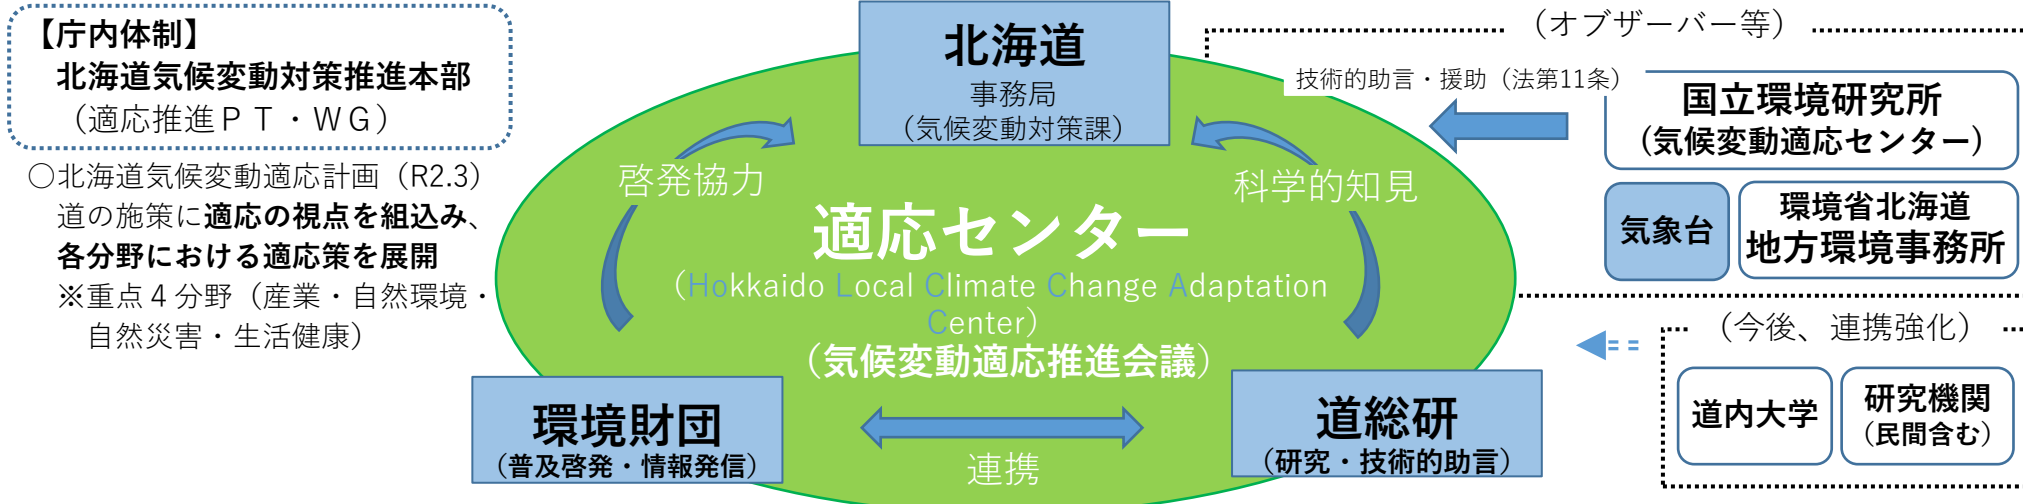 【庁内体制】
北海道気候変動対策推進本部
（適応推進ＰＴ・ＷＧ）
○北海道気候変動適応計画（R2.3）
道の施策に適応の視点を組込み、
各分野における適応策を展開
※重点４分野（産業・自然環境・
自然災害・生活健康）
北海道
事務局
（気候変動対策課）
啓発協力
科学的知見
適応センター
（Hokkaido Local Climate Change Adaptation
Center）
（気候変動適応推進会議）
環境財団
（普及啓発・情報発信）
連携
道総研
（研究・技術的助言）
（オブザーバー等）
技術的助言・援助（法第11条）
国立環境研究所
（気候変動適応センター）
気象台
環境省北海道
地方環境事務所
（今後、連携強化）
道内大学
研究機関
（民間含む）